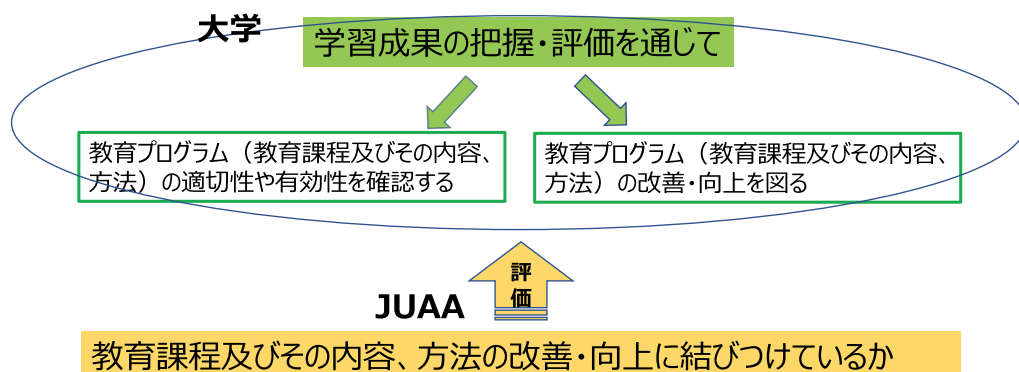 大学
学習成果の把握・評価を通じて
教育プログラム（教育課程及びその内容、
方法）の適切性や有効性を確認する
教育プログラム（教育課程及びその内容、
方法）の改善・向上を図る
評
価
JUAA
教育課程及びその内容、方法の改善・向上に結びつけているか